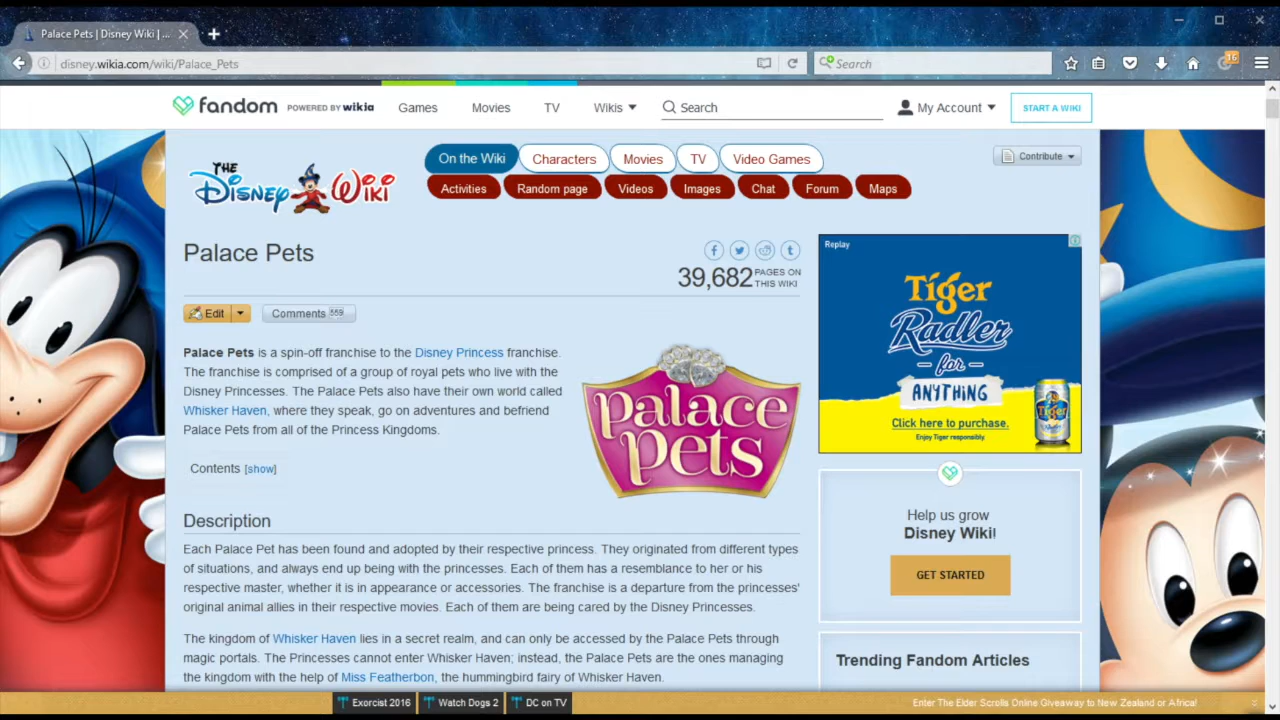 Palace Pets | Disney Wiki | ...
disney.wikia.com/wiki/Palace_Pets
Search
16
fandom POWERED BY wikia
Games Movies TV Wikis Search My Account START A WIKI
THE DISNEY WIKI
On the Wiki Characters Movies TV Video Games
Contribute
Activities Random page Videos Images Chat Forum Maps
Palace Pets
39,682 PAGES ON THIS WIKI
Edit Comments 559
Palace Pets is a spin-off franchise to the Disney Princess franchise.
The franchise is comprised of a group of royal pets who live with the
Disney Princesses. The Palace Pets also have their own world called
Whisker Haven, where they speak, go on adventures and befriend
Palace Pets from all of the Princess Kingdoms.
palace
pets
Contents [show]
Description
Each Palace Pet has been found and adopted by their respective princess. They originated from different types
of situations, and always end up being with the princesses. Each of them has a resemblance to her or his
respective master, whether it is in appearance or accessories. The franchise is a departure from the princesses'
original animal allies in their respective movies. Each of them are being cared by the Disney Princesses.
The kingdom of Whisker Haven lies in a secret realm, and can only be accessed by the Palace Pets through
magic portals. The Princesses cannot enter Whisker Haven; instead, the Palace Pets are the ones managing
the kingdom with the help of Miss Featherbon, the hummingbird fairy of Whisker Haven.
Replay
Tiger
Radler
for
ANYTHING
Click here to purchase.
Enjoy Tiger responsibly.
Tiger
Help us grow
Disney Wiki!
GET STARTED
Trending Fandom Articles
Exorcist 2016 Watch Dogs 2 DC on TV
Enter The Elder Scrolls Online Giveaway to New Zealand or Africa!